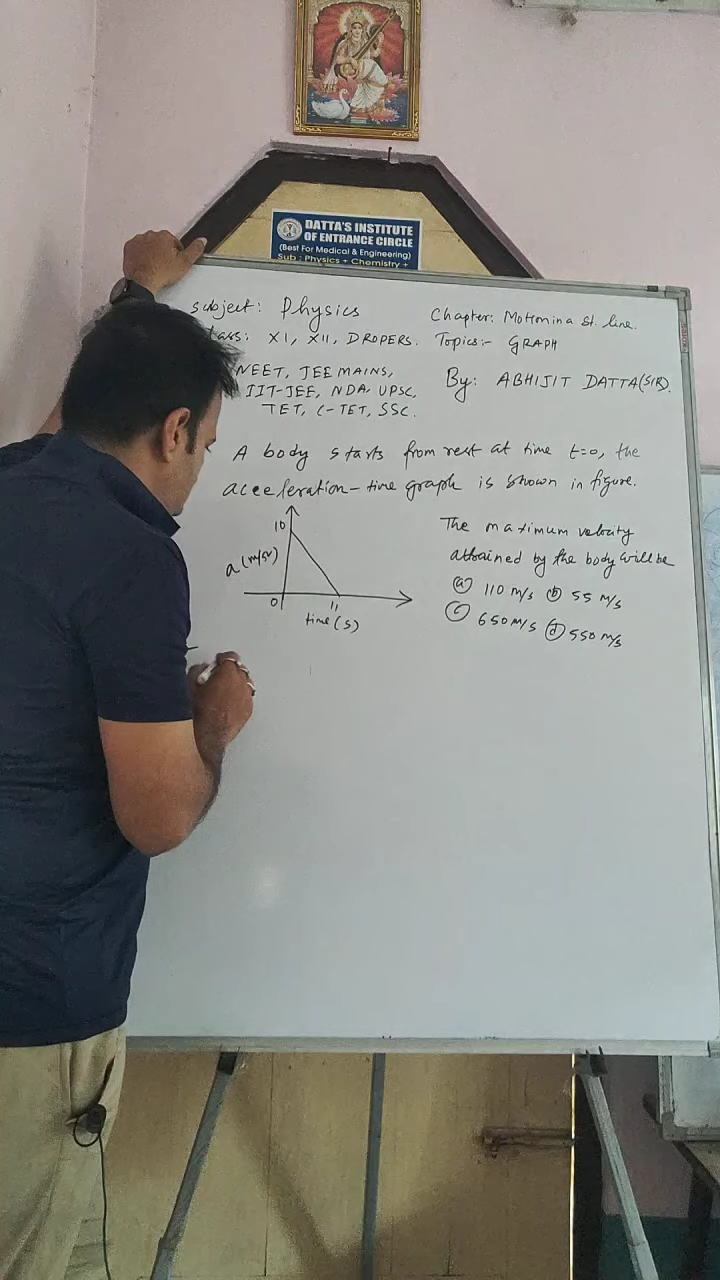 DATTA'S INSTITUTE
OF ENTRANCE CIRCLE
(Best For Medical & Engineering)
Sub : Physics + Chemistry +
Subject: Physics
Chapter: Motion in a St. line.
lass: XI, XII, DROPERS.
Topics:- GRAPH
NEET, JEE MAINS,
IIT-JEE, NDA, UPSC,
TET, C-TET, SSC.
By: ABHIJIT DATTA (SIR).
A body starts from rest at time t=0, the
acceleration-time graph is shown in figure.
10
a (m/s²)
0
11
time (s)
The maximum velocity
attained by the body will be
(a) 110 m/s (b) 55 m/s
(c) 650 m/s (d) 550 m/s